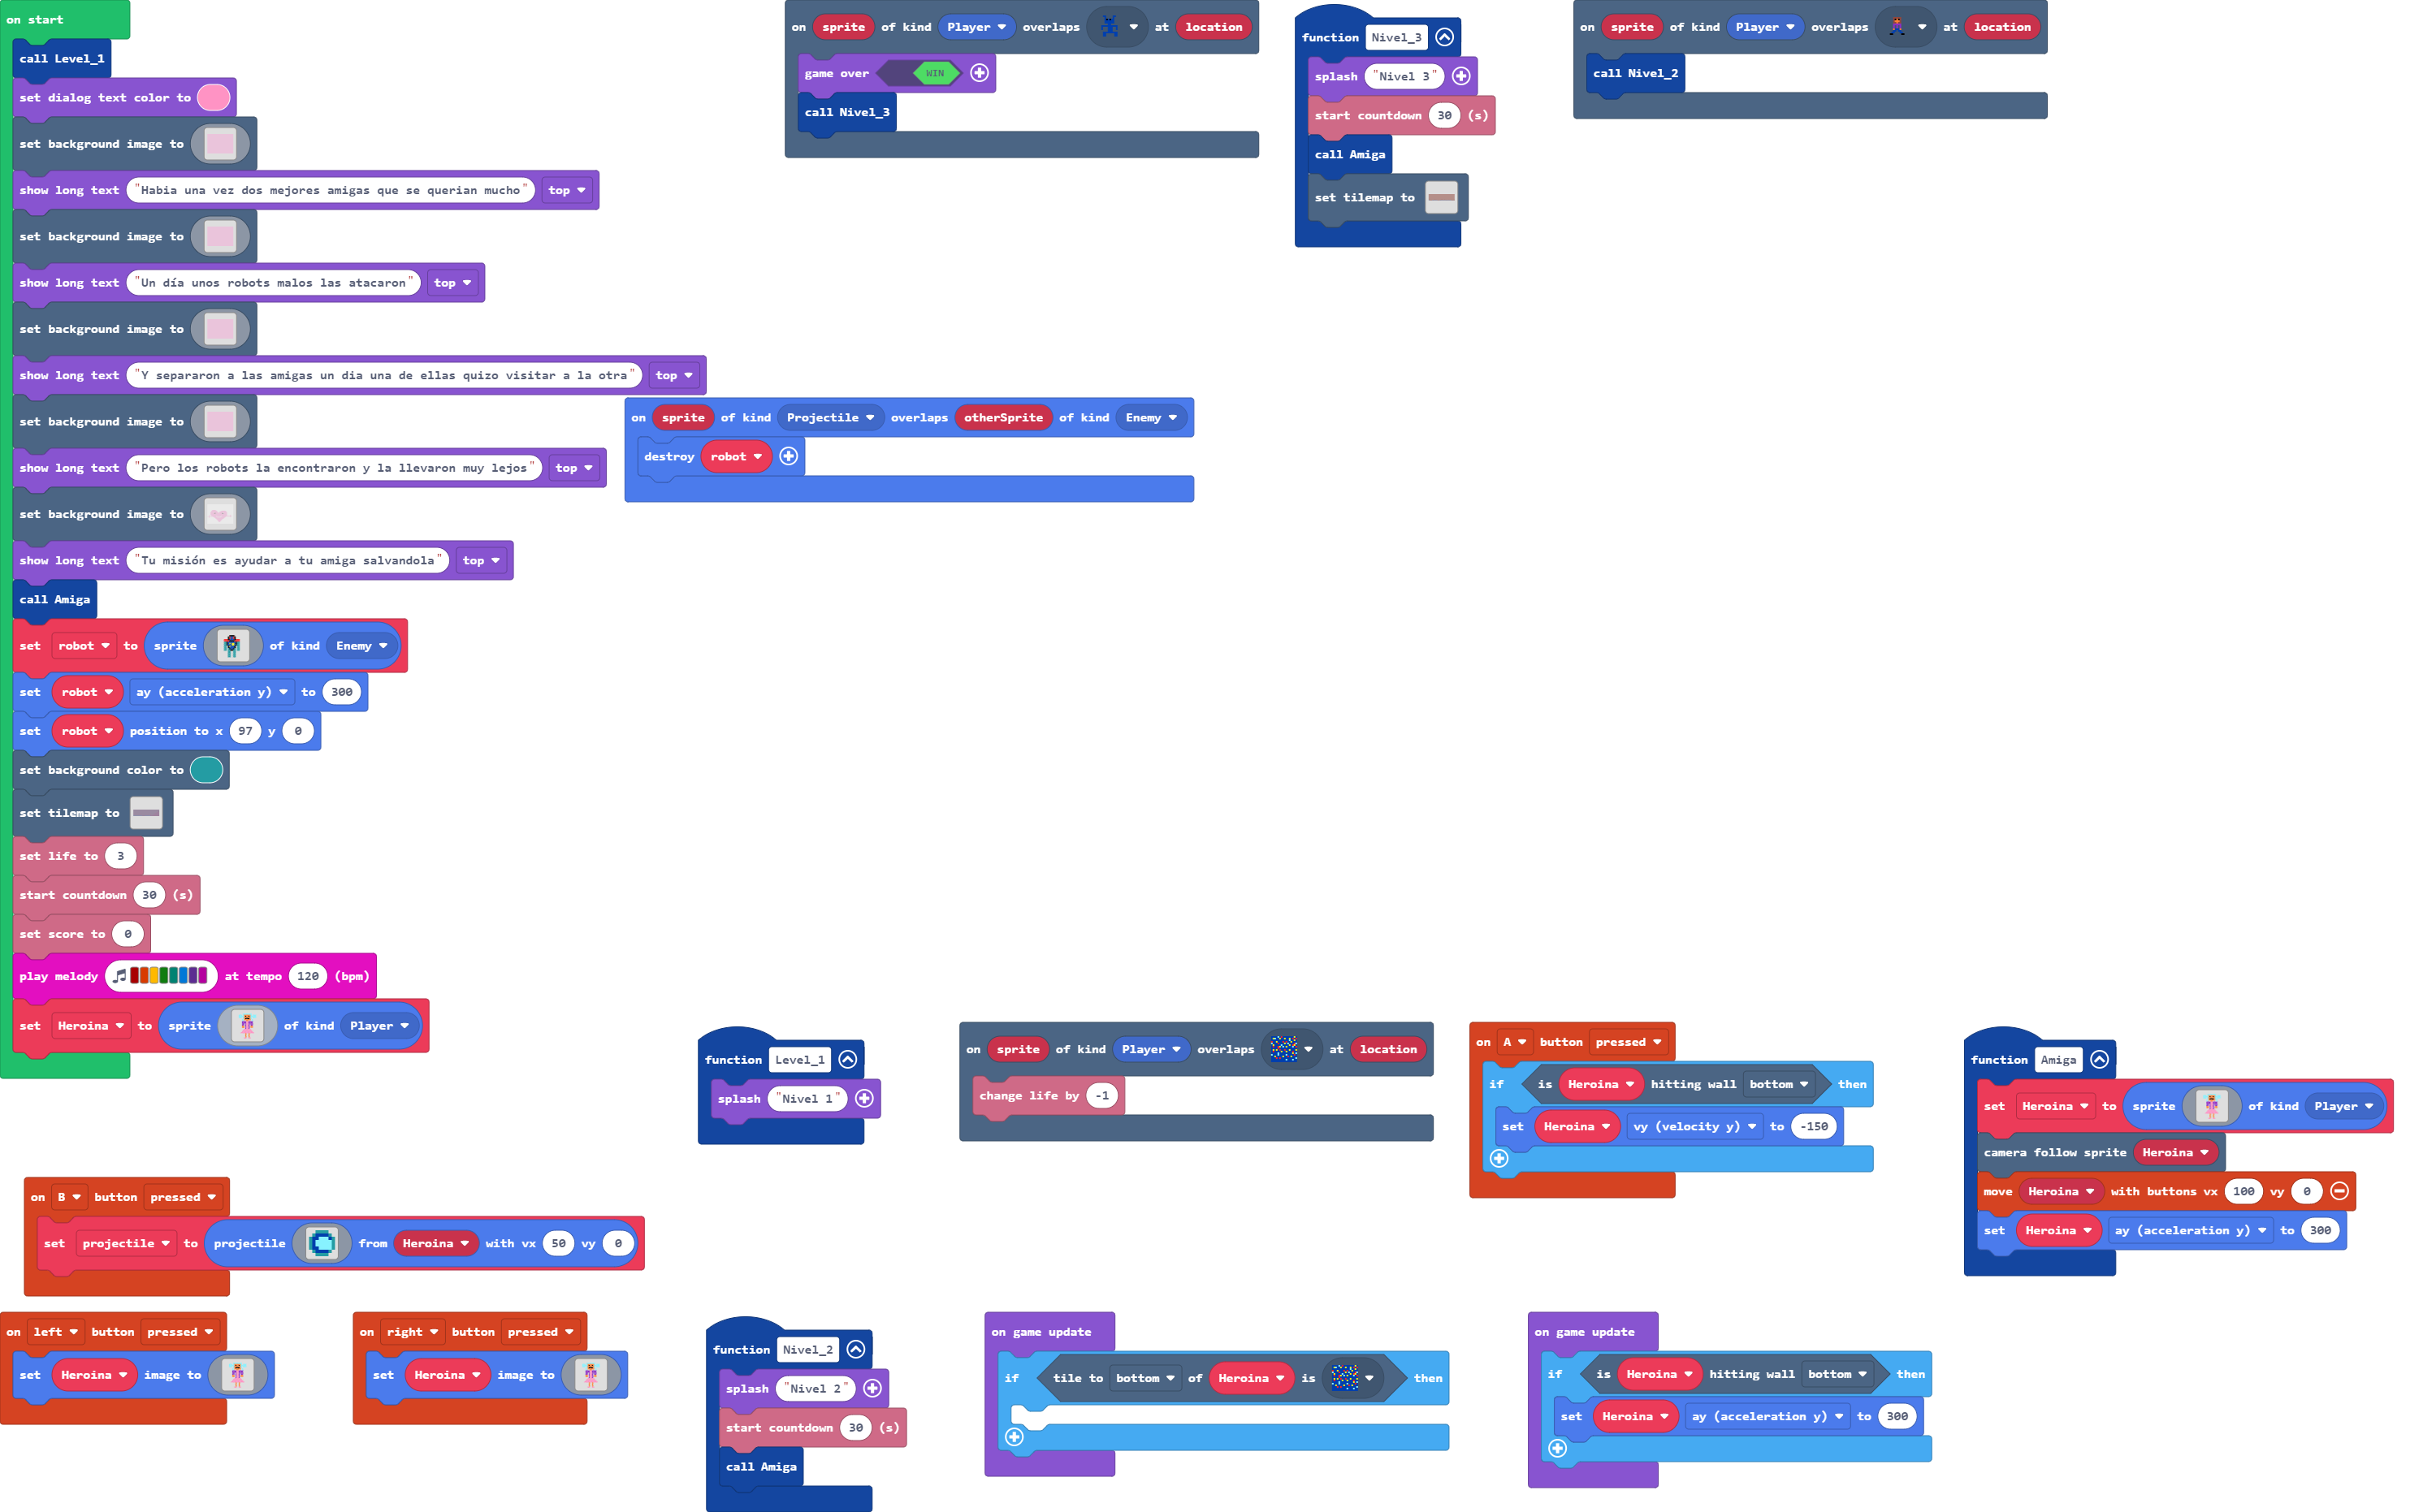 on start
call Level_1
set dialog text color to
set background image to
show long text "Habia una vez dos mejores amigas que se querian mucho" top
set background image to
show long text "Un día unos robots malos las atacaron" top
set background image to
show long text "Y separaron a las amigas un dia una de ellas quizo visitar a la otra" top
set background image to
show long text "Pero los robots la encontraron y la llevaron muy lejos" top
set background image to
show long text "Tu misión es ayudar a tu amiga salvandola" top
call Amiga
set robot to sprite of kind Enemy
set robot ay (acceleration y) to 300
set robot position to x 97 y 0
set background color to
set tilemap to
set life to 3
start countdown 30 (s)
set score to 0
play melody at tempo 120 (bpm)
set Heroina to sprite of kind Player
on sprite of kind Player overlaps at location
game over WIN
call Nivel_3
function Nivel_3
splash "Nivel 3"
start countdown 30 (s)
call Amiga
set tilemap to
on sprite of kind Player overlaps at location
call Nivel_2
on sprite of kind Projectile overlaps otherSprite of kind Enemy
destroy robot
function Level_1
splash "Nivel 1"
on sprite of kind Player overlaps at location
change life by -1
on A button pressed
if is Heroina hitting wall bottom then
set Heroina vy (velocity y) to -150
function Amiga
set Heroina to sprite of kind Player
camera follow sprite Heroina
move Heroina with buttons vx 100 vy 0
set Heroina ay (acceleration y) to 300
on B button pressed
set projectile to projectile from Heroina with vx 50 vy 0
on left button pressed
set Heroina image to
on right button pressed
set Heroina image to
function Nivel_2
splash "Nivel 2"
start countdown 30 (s)
call Amiga
on game update
if tile to bottom of Heroina is then
on game update
if is Heroina hitting wall bottom then
set Heroina ay (acceleration y) to 300